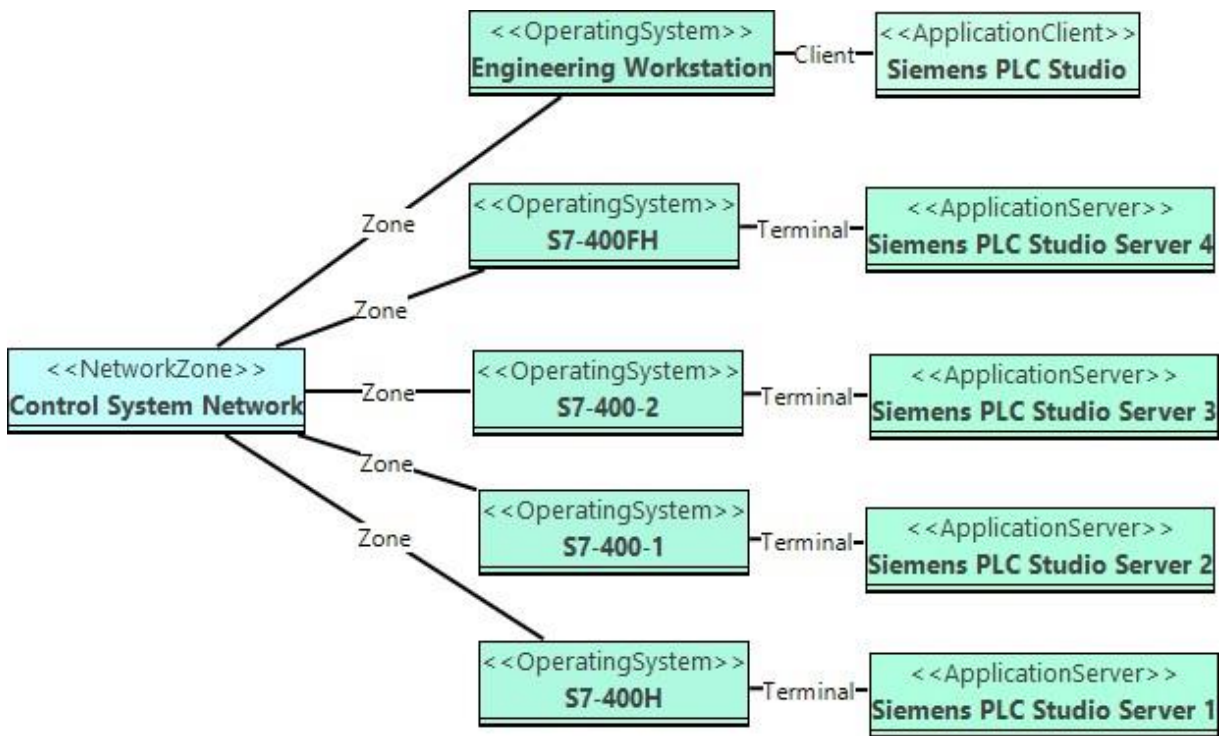 <<OperatingSystem>>
Engineering Workstation
Client
<<ApplicationClient>>
Siemens PLC Studio
Zone
<<OperatingSystem>>
S7-400FH
Terminal
<<ApplicationServer>>
Siemens PLC Studio Server 4
Zone
<<NetworkZone>>
Control System Network
Zone
<<OperatingSystem>>
S7-400-2
Terminal
<<ApplicationServer>>
Siemens PLC Studio Server 3
Zone
<<OperatingSystem>>
S7-400-1
Terminal
<<ApplicationServer>>
Siemens PLC Studio Server 2
Zone
<<OperatingSystem>>
S7-400H
Terminal
<<ApplicationServer>>
Siemens PLC Studio Server 1